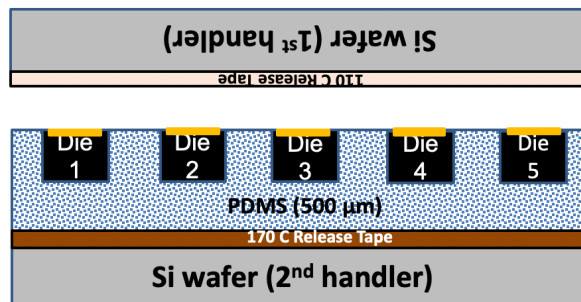 Si wafer (1st handler)
110 C Release Tape
Die Die Die Die Die
1 2 3 4 5
PDMS (500 µm)
170 C Release Tape
Si wafer (2nd handler)